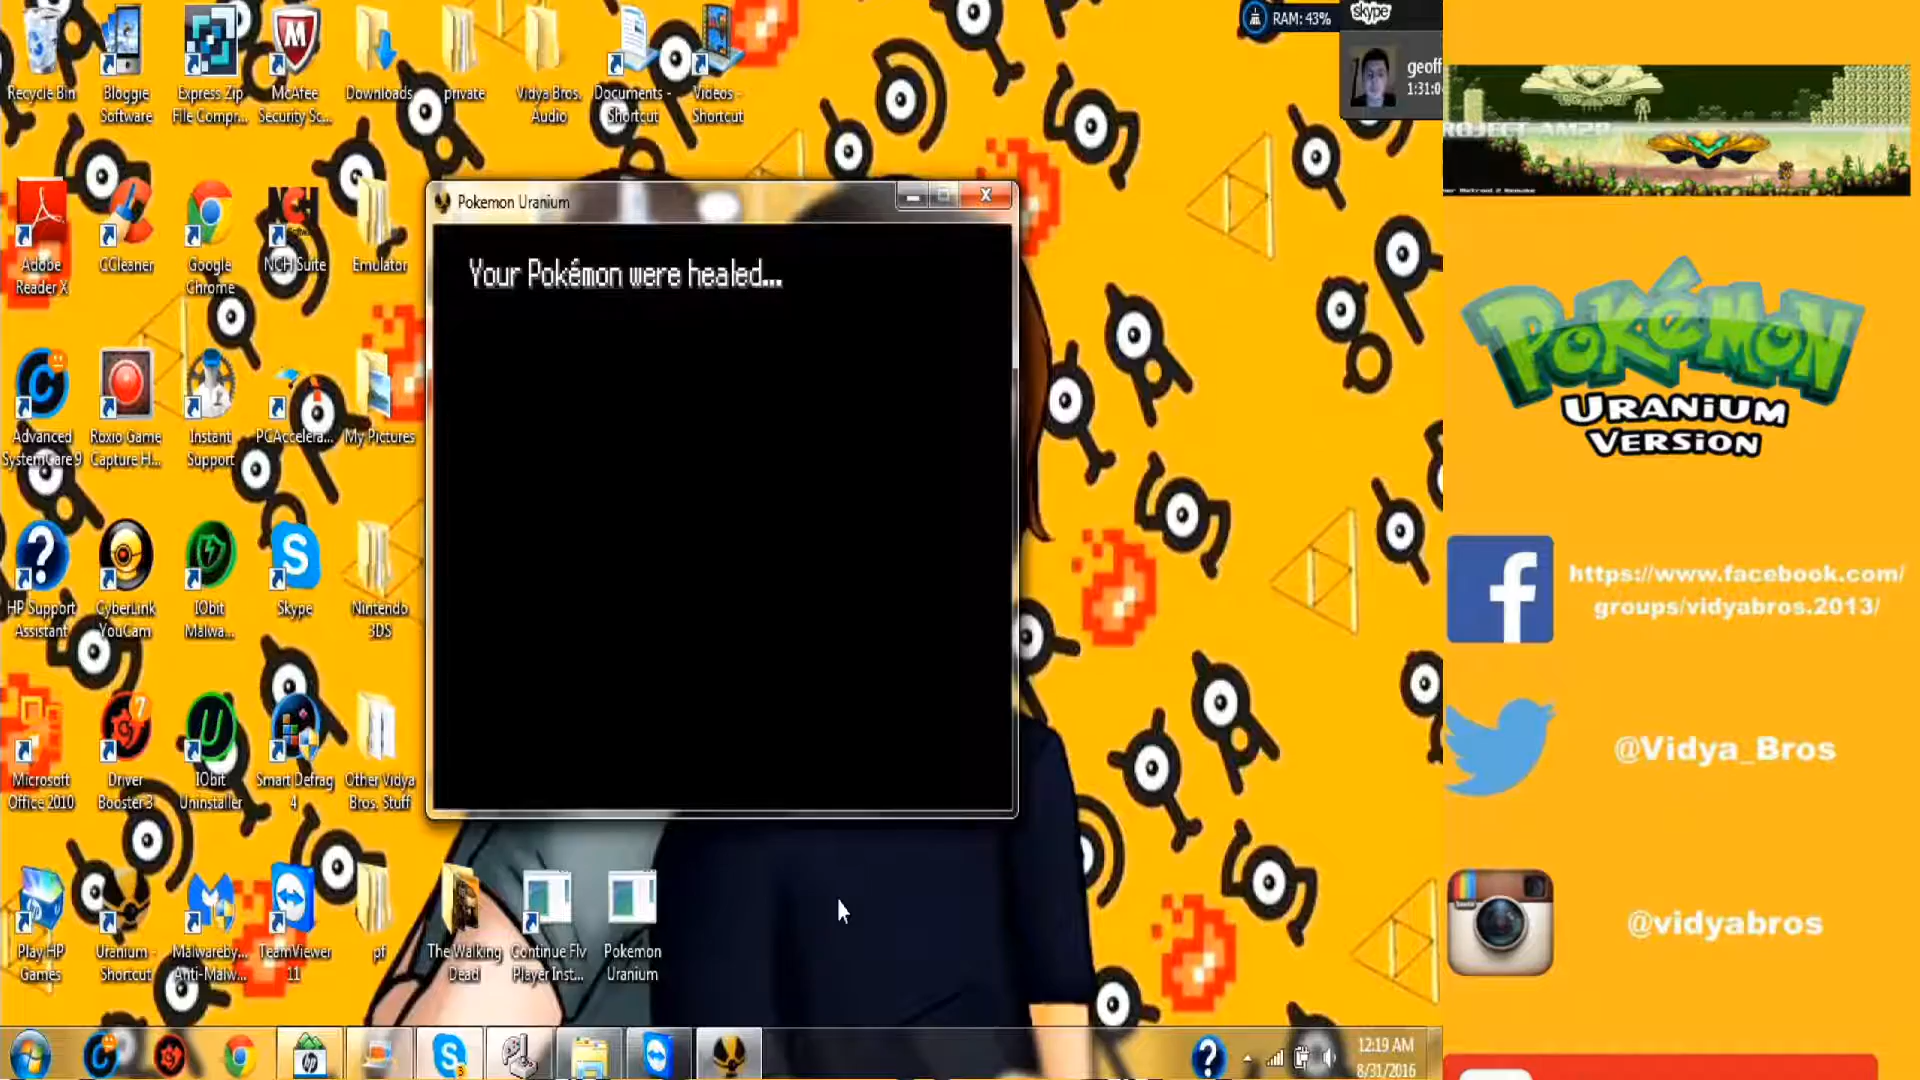 Recycle Bin
Bloggie
Software
Express Zip
File Compr...
McAfee
Security Sc...
Downloads
private
Vidya Bros.
Audio
Documents -
Shortcut
Videos -
Shortcut
RAM: 43%
skype
geoff
1:31:0
Adobe
Reader X
CCleaner
Google
Chrome
NCH
NCH Suite
Emulator
Pokemon Uranium
Your Pokémon were healed...
Advanced
SystemCare 9
Roxio Game
Capture H...
Instant
Support
PCAccelera...
My Pictures
HP Support
Assistant
CyberLink
YouCam
IObit
Malwa...
Skype
Nintendo
3DS
Microsoft
Office 2010
Driver
Booster 3
IObit
Uninstaller
Smart Defrag
4
Other Vidya
Bros. Stuff
Play HP
Games
Uranium -
Shortcut
Malwareby...
Anti-Malw...
TeamViewer
11
pf
The Walking
Dead
Continue Flv
Player Inst...
Pokemon
Uranium
12:19 AM
8/31/2016
ROJECT AM2R
POKéMON
URANIUM
VERSION
https://www.facebook.com/
groups/vidyabros.2013/
@Vidya_Bros
@vidyabros